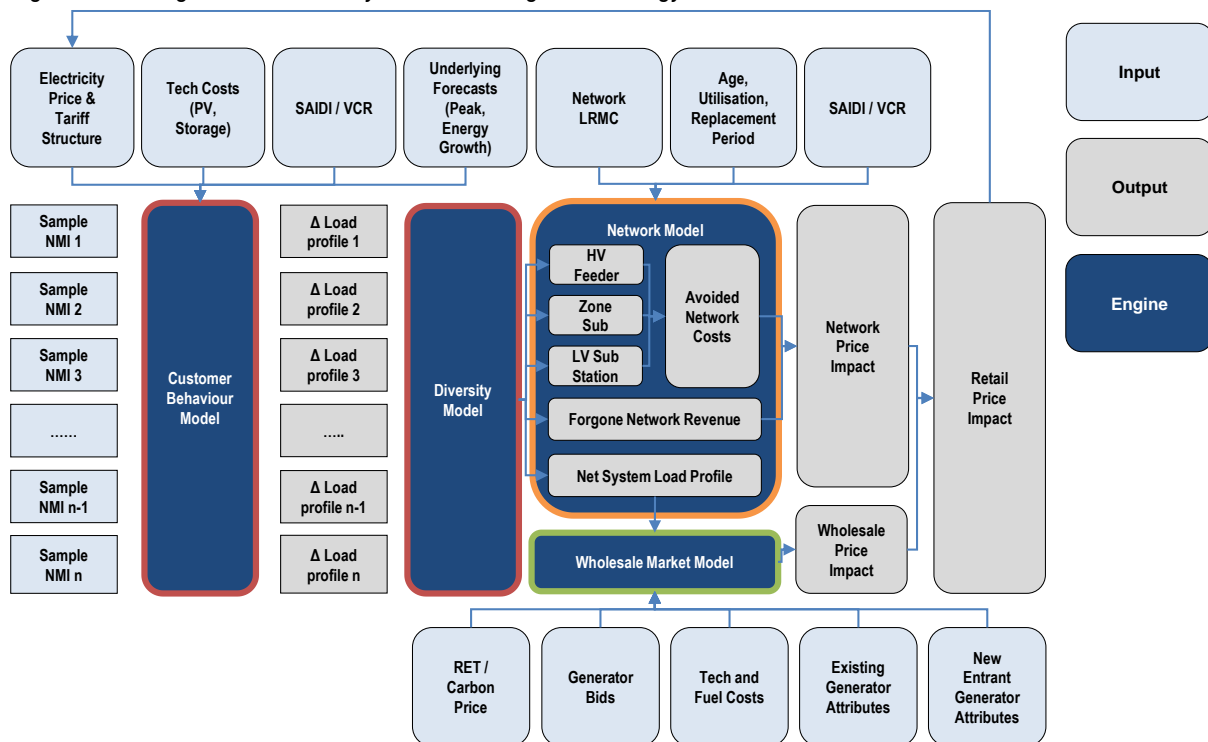 Electricity
Price &
Tariff
Structure
Tech Costs
(PV,
Storage)
SAIDI / VCR
Underlying
Forecasts
(Peak,
Energy
Growth)
Network
LRMC
Age,
Utilisation,
Replacement
Period
SAIDI / VCR
Input
Output
Engine
Sample
NMI 1
Sample
NMI 2
Sample
NMI 3
......
Sample
NMI n-1
Sample
NMI n
Customer
Behaviour
Model
Δ Load
profile 1
Δ Load
profile 2
Δ Load
profile 3
.....
Δ Load
profile n-1
Δ Load
profile n
Diversity
Model
Network Model
HV
Feeder
Zone
Sub
LV Sub
Station
Avoided
Network
Costs
Forgone Network Revenue
Net System Load Profile
Wholesale Market Model
Network
Price
Impact
Wholesale
Price
Impact
Retail
Price
Impact
RET /
Carbon
Price
Generator
Bids
Tech and
Fuel Costs
Existing
Generator
Attributes
New
Entrant
Generator
Attributes